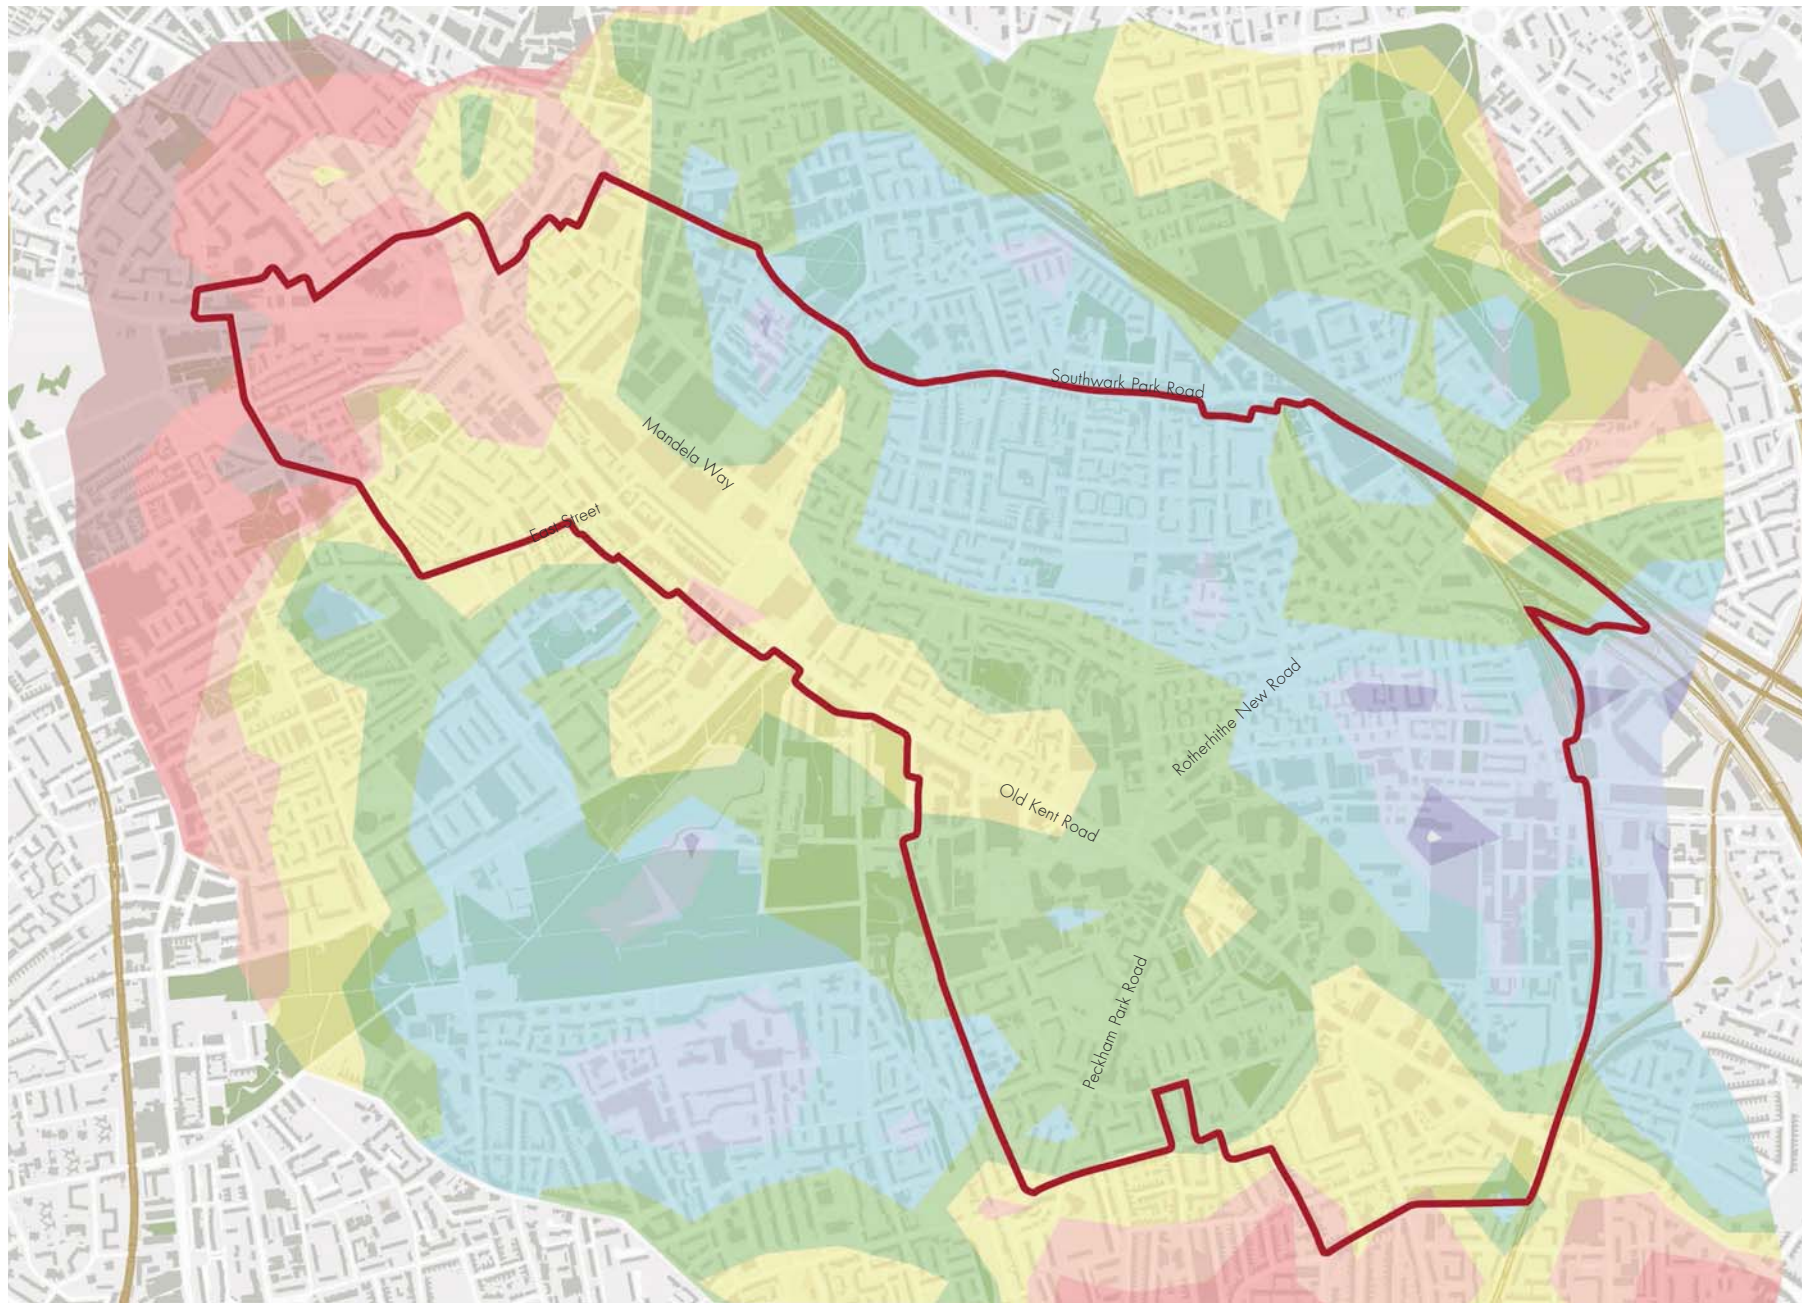 Southwark Park Road
Mandela Way
East Street
Rotherhithe New Road
Old Kent Road
Peckham Park Road